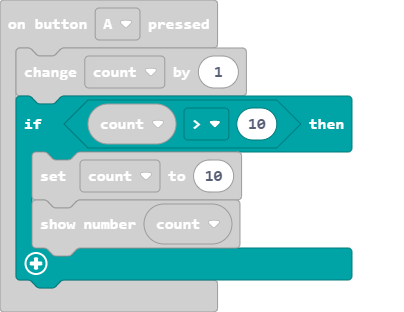 on button A pressed
change count by 1
if count > 10 then
set count to 10
show number count